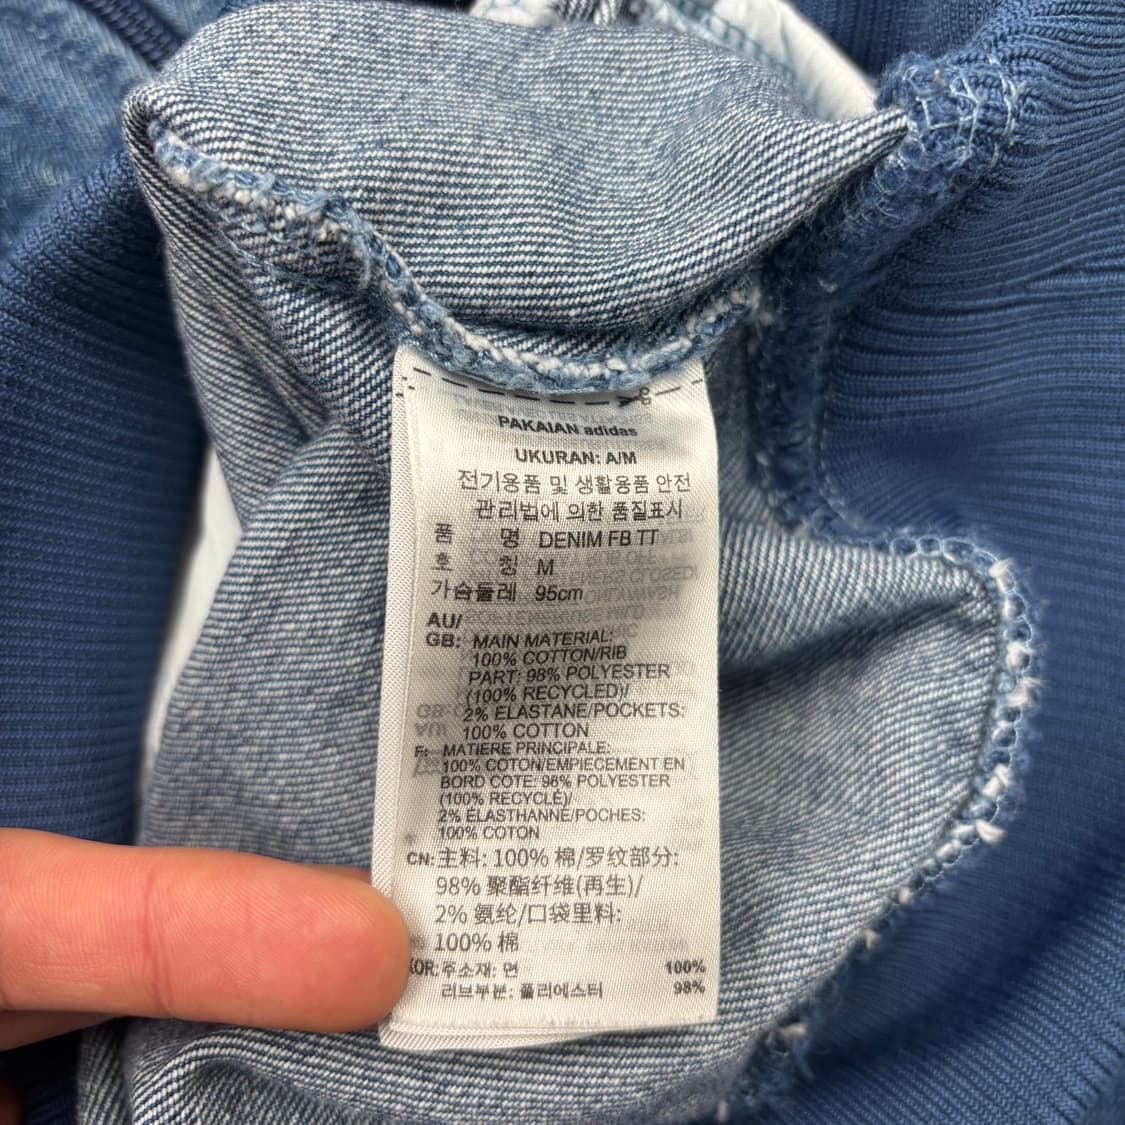 PAKAIAN adidas
UKURAN: A/M
전기용품 및 생활용품 안전
관리법에 의한 품질표시
품 명 DENIM FB TT
호 칭 M
가슴둘레 95cm
AU/
GB: MAIN MATERIAL:
100% COTTON/RIB
PART: 98% POLYESTER
(100% RECYCLED)/
2% ELASTANE/POCKETS:
100% COTTON
F: MATIERE PRINCIPALE:
100% COTON/EMPIECEMENT EN
BORD COTE: 98% POLYESTER
(100% RECYCLE)/
2% ELASTHANNE/POCHES:
100% COTON
CN: 主料: 100% 棉/罗纹部分:
98% 聚酯纤维(再生)/
2% 氨纶/口袋里料:
100% 棉
KOR: 주소재: 면 100%
리브부분: 폴리에스터 98%